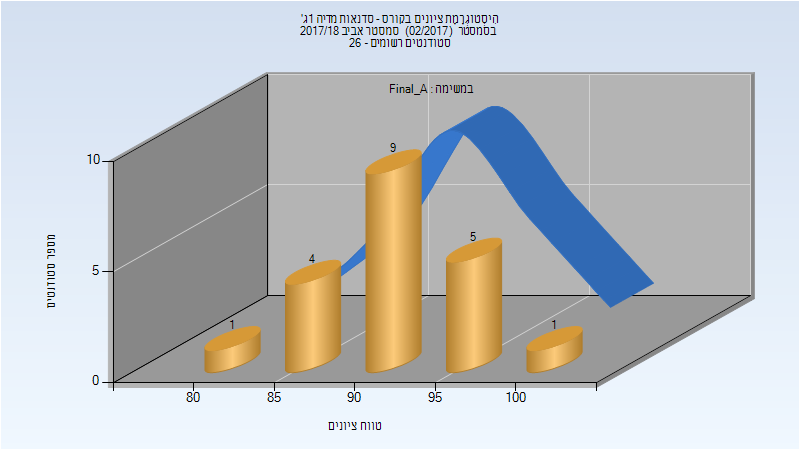 היסטוגרמת ציונים בקורס - סדנאות מדיה 1ג'
בסמסטר (02/2017) סמסטר אביב 2017/18
סטודנטים רשומים - 26
במשימה : Final_A
10
5
0
מספר סטודנטים
1
4
9
5
1
80
85
90
95
100
טווח ציונים